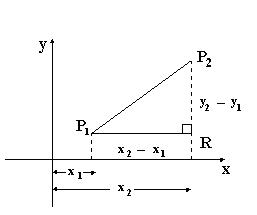 y
P₂
y₂ – y₁
P₁
R
x₂ – x₁
x
x₁
x₂